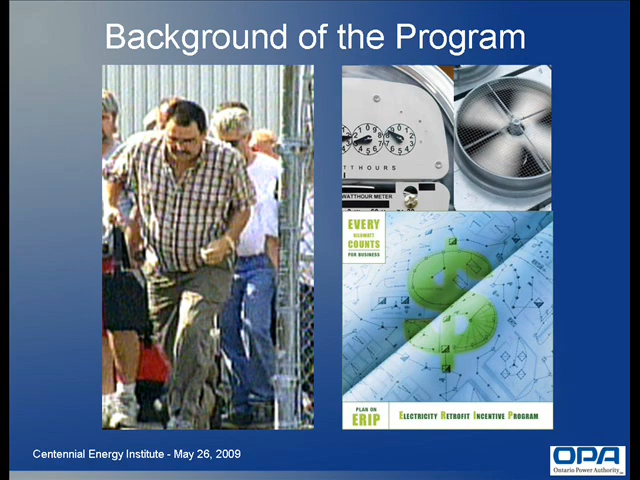 Background of the Program
WATTHOURS
WATTHOUR METER
EVERY
KILOWATT
COUNTS
FOR BUSINESS
PLAN ON
ERIP
ELECTRICITY RETROFIT INCENTIVE PROGRAM
Centennial Energy Institute - May 26, 2009
OPA
Ontario Power Authority